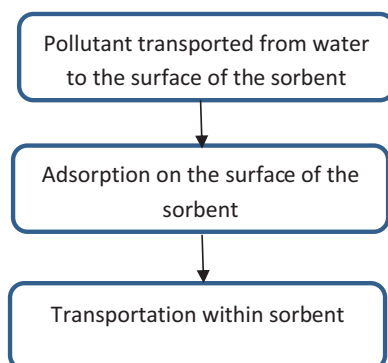 Pollutant transported from water
to the surface of the sorbent
Adsorption on the surface of the
sorbent
Transportation within sorbent